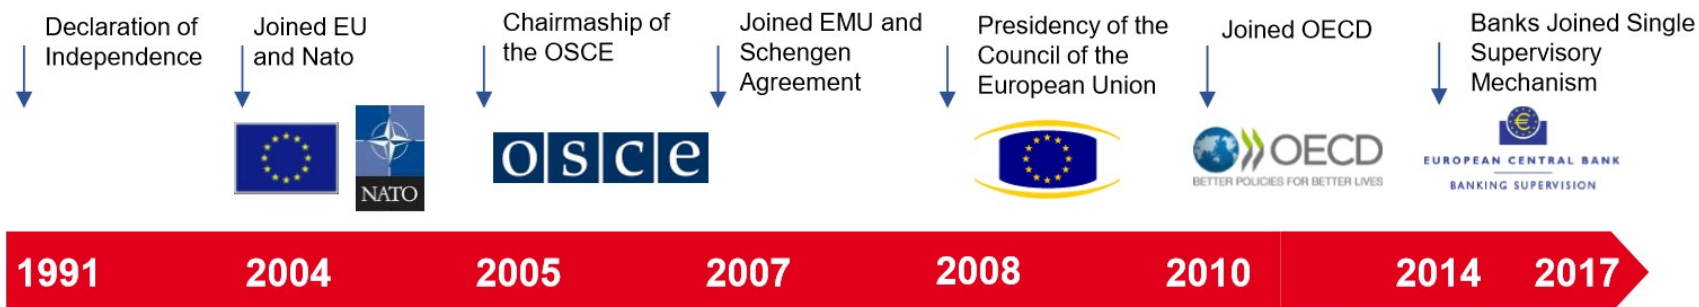 Declaration of
Independence
Joined EU
and Nato
NATO
Chairmaship of
the OSCE
osce
Joined EMU and
Schengen
Agreement
Presidency of the
Council of the
European Union
Joined OECD
OECD
BETTER POLICIES FOR BETTER LIVES
Banks Joined Single
Supervisory
Mechanism
€
EUROPEAN CENTRAL BANK
BANKING SUPERVISION
1991 2004 2005 2007 2008 2010 2014 2017